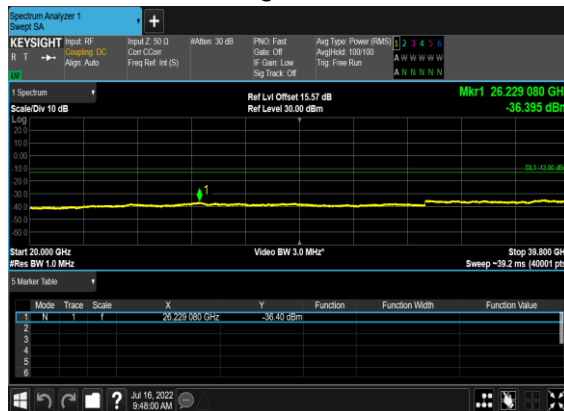 Spectrum Analyzer 1
Swept SA
+
KEYSIGHT Input: RF Input Z: 50 Ω #Atten: 30 dB PNO: Fast Avg Type: Power (RMS) 1 2 3 4 5 6
R T Coupling: DC Corr CCorr Gate: Off Avg|Hold: 100/100 A W W W W W
Align: Auto Freq Ref: Int (S) IF Gain: Low Trig: Free Run
Sig Track: Off A N N N N N
LXI
1 Spectrum Ref Lvl Offset 15.57 dB Mkr1 26.229 080 GH
Scale/Div 10 dB Ref Level 30.00 dBm -36.395 dBm
Log
20.0
10.0
0.00
-10.0 DL1 -13.00 dB
-20.0
-30.0 1
-40.0
-50.0
-60.0
Start 20.000 GHz Video BW 3.0 MHz* Stop 39.800 GH
#Res BW 1.0 MHz Sweep ~39.2 ms (40001 pts
5 Marker Table
Mode Trace Scale X Y Function Function Width Function Value
1 N 1 f 26.229 080 GHz -36.40 dBm
2
3
4
5
6
? Jul 16, 2022
9:48:00 AM